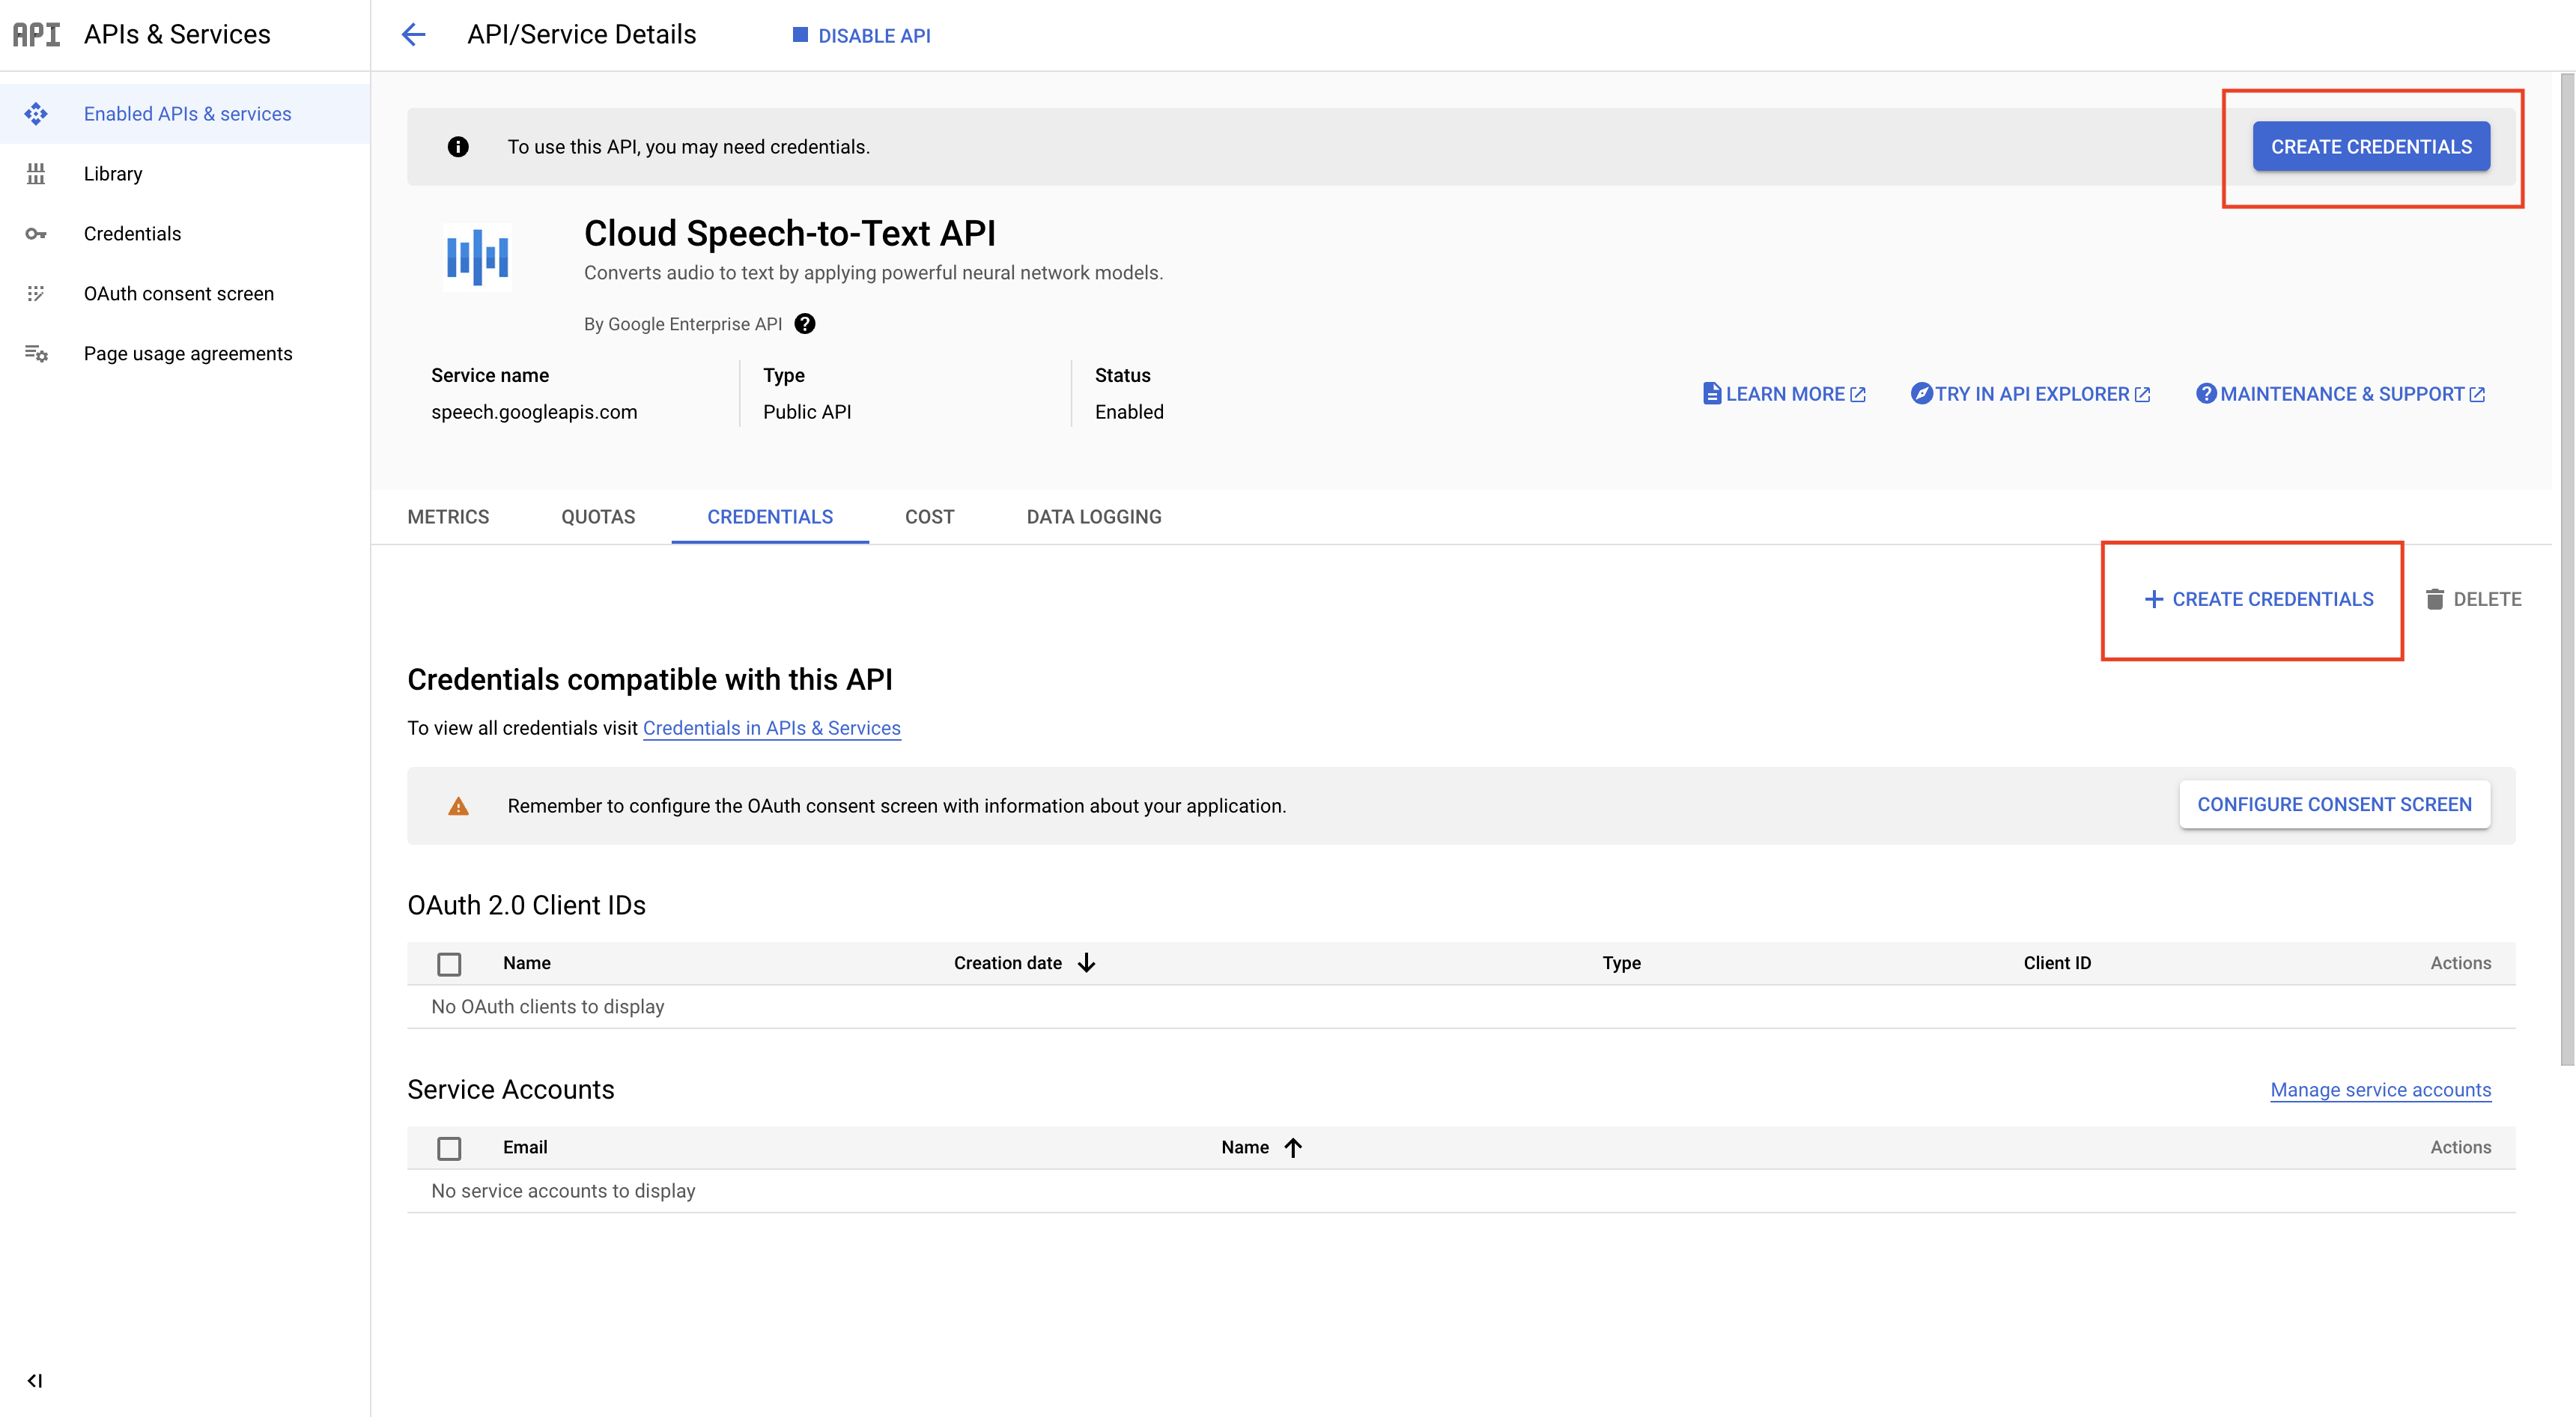 API APIs & Services
Enabled APIs & services
Library
Credentials
OAuth consent screen
Page usage agreements
API/Service Details DISABLE API
To use this API, you may need credentials. CREATE CREDENTIALS
Cloud Speech-to-Text API
Converts audio to text by applying powerful neural network models.
By Google Enterprise API
Service name Type Status
speech.googleapis.com Public API Enabled
LEARN MORE TRY IN API EXPLORER MAINTENANCE & SUPPORT
METRICS QUOTAS CREDENTIALS COST DATA LOGGING
+ CREATE CREDENTIALS DELETE
Credentials compatible with this API
To view all credentials visit Credentials in APIs & Services
Remember to configure the OAuth consent screen with information about your application. CONFIGURE CONSENT SCREEN
OAuth 2.0 Client IDs
Name Creation date Type Client ID Actions
No OAuth clients to display
Service Accounts Manage service accounts
Email Name Actions
No service accounts to display